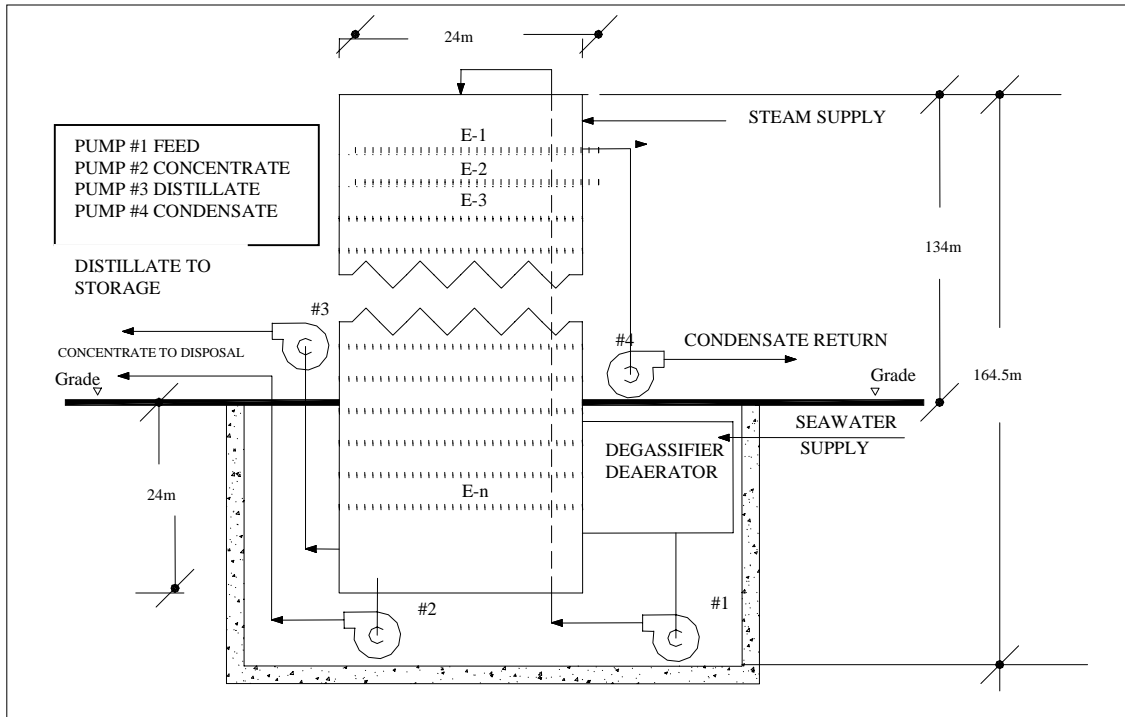 24m
STEAM SUPPLY
E-1
PUMP #1 FEED
PUMP #2 CONCENTRATE
PUMP #3 DISTILLATE
PUMP #4 CONDENSATE
E-2
E-3
DISTILLATE TO
STORAGE
134m
#3
#4
CONDENSATE RETURN
CONCENTRATE TO DISPOSAL
Grade
Grade
164.5m
SEAWATER
SUPPLY
DEGASSIFIER
DEAERATOR
24m
E-n
#2
#1